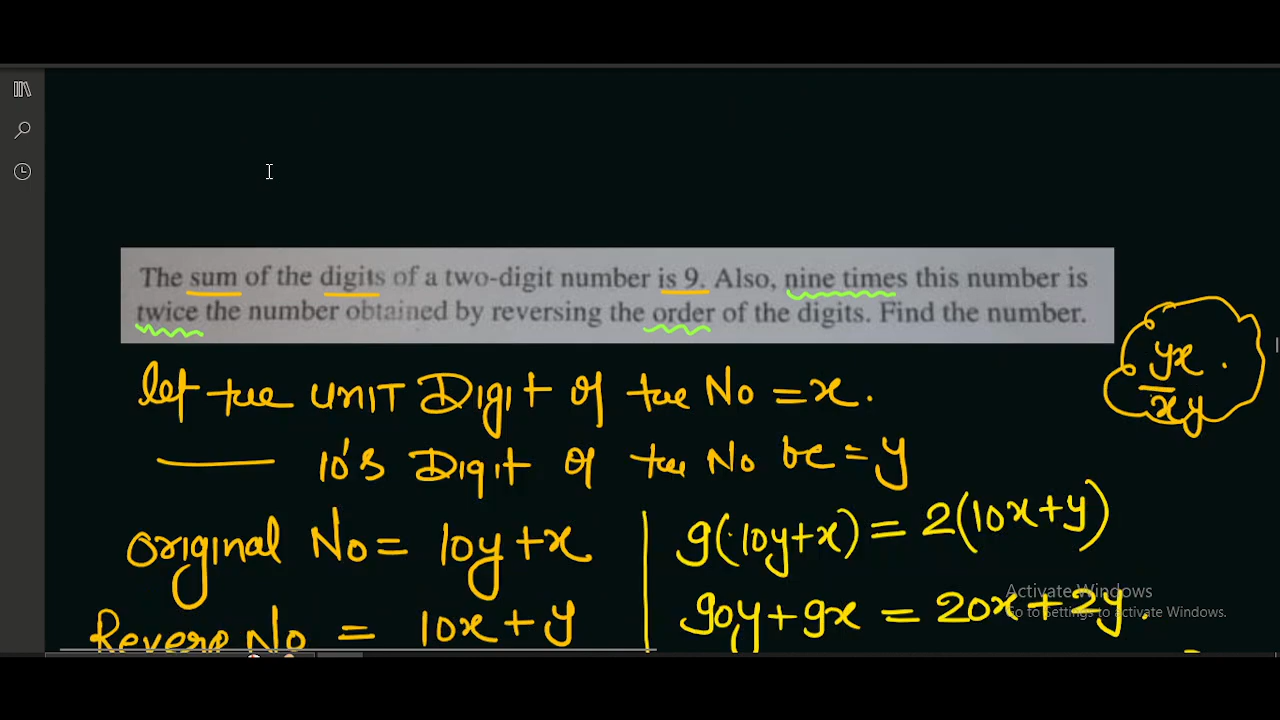 The sum of the digits of a two-digit number is 9. Also, nine times this number is
twice the number obtained by reversing the order of the digits. Find the number.
yx
xy
let the UNIT Digit of the No = x.
10's Digit of the No be = y
original No = 10y + x
9(10y+x) = 2(10x+y)
Activate Windows
Go to Settings to activate Windows.
90y + 9x = 20x + 2y.
Revers No = 10x + y